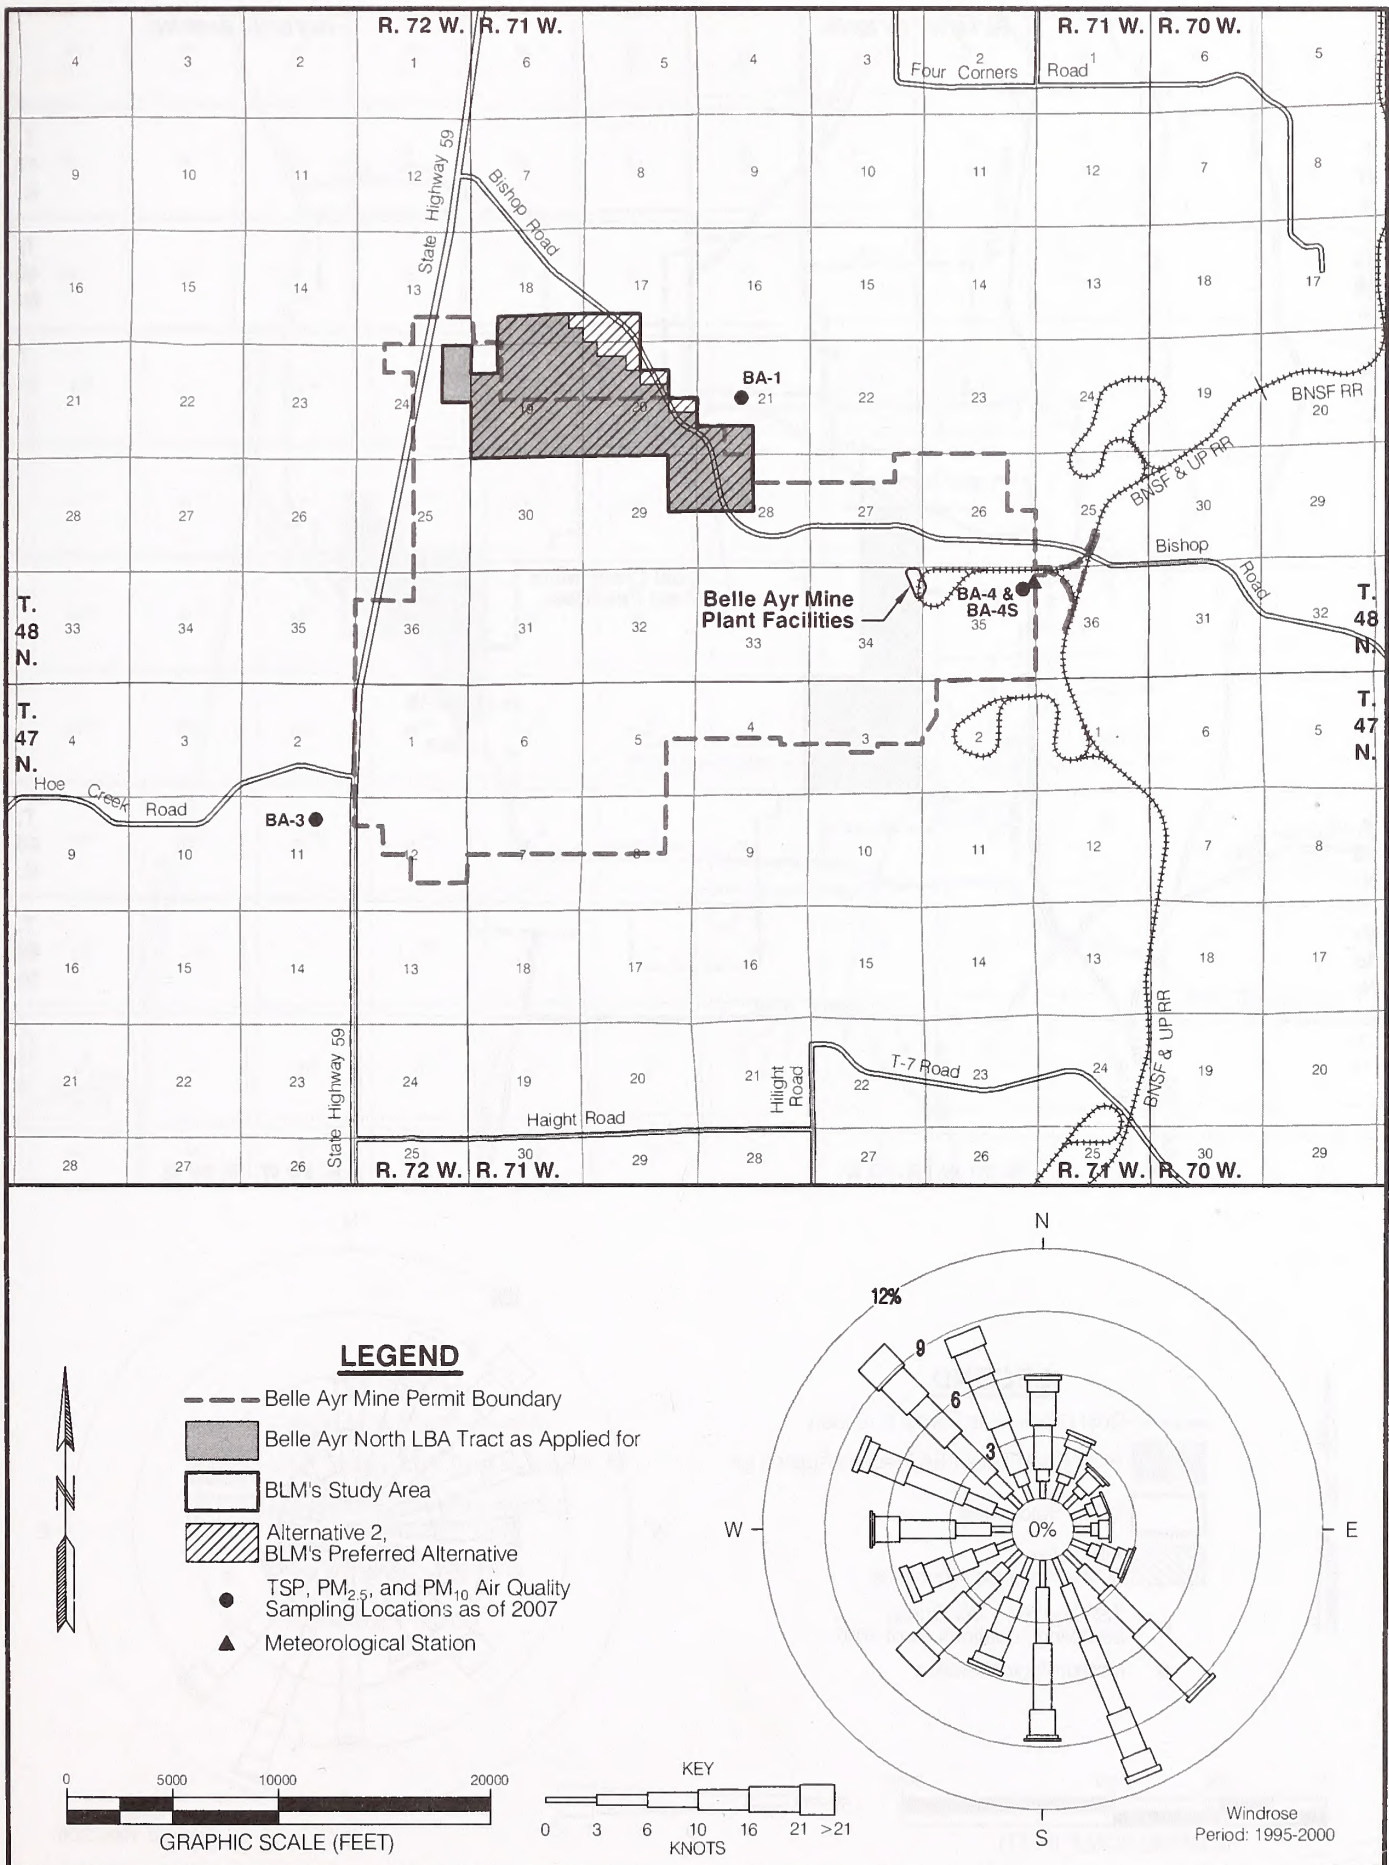 R. 72 W. R. 71 W. R. 71 W. R. 70 W.
4 3 2 1 6 5 4 3 2 1 6 5
Four Corners Road
State Highway 59
Bishop Road
9 10 11 12 7 8 9 10 11 12 7 8
16 15 14 13 18 17 16 15 14 13 18 17
BA-1
21 22 23 24 19 20 21 22 23 24 19 20
BNSF RR
BNSF & UP RR
28 27 26 25 30 29 28 27 26 25 30 29
Bishop Road
T. 48 N.
33 34 35 36 31 32 33 34 35 36 31 32
T. 48 N.
Belle Ayr Mine
Plant Facilities
BA-4 &
BA-4S
T. 47 N.
4 3 2 1 6 5 4 3 2 1 6 5
T. 47 N.
Hoe Creek Road
BA-3
9 10 11 12 7 8 9 10 11 12 7 8
16 15 14 13 18 17 16 15 14 13 18 17
State Highway 59
21 22 23 24 19 20 21 22 23 24 19 20
Hilight Road
T-7 Road
BNSF & UP RR
Haight Road
28 27 26 25 30 29 28 27 26 25 30 29
R. 72 W. R. 71 W. R. 71 W. R. 70 W.
LEGEND
Belle Ayr Mine Permit Boundary
Belle Ayr North LBA Tract as Applied for
BLM's Study Area
Alternative 2,
BLM's Preferred Alternative
TSP, PM2.5, and PM10 Air Quality
Sampling Locations as of 2007
Meteorological Station
N
N
12%
9
6
3
W 0% E
S
0 5000 10000 20000
GRAPHIC SCALE (FEET)
KEY
0 3 6 10 16 21 >21
KNOTS
Windrose
Period: 1995-2000